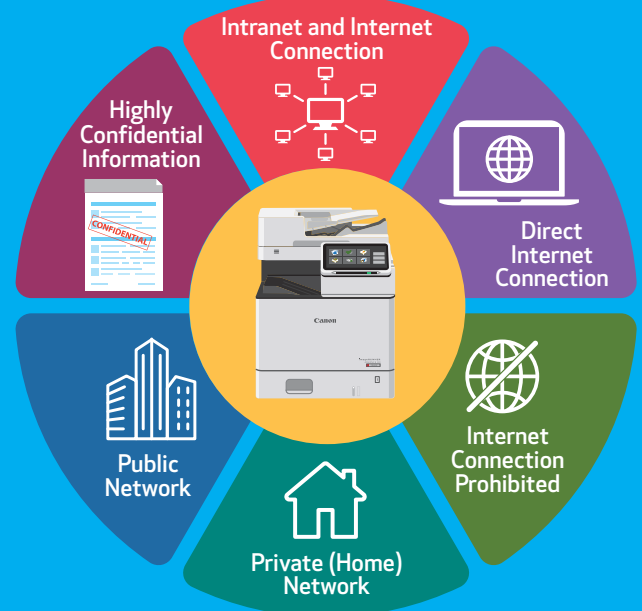 Intranet and Internet
Connection
Highly
Confidential
Information
CONFIDENTIAL
Direct
Internet
Connection
Canon
Public
Network
Internet
Connection
Prohibited
Private (Home)
Network